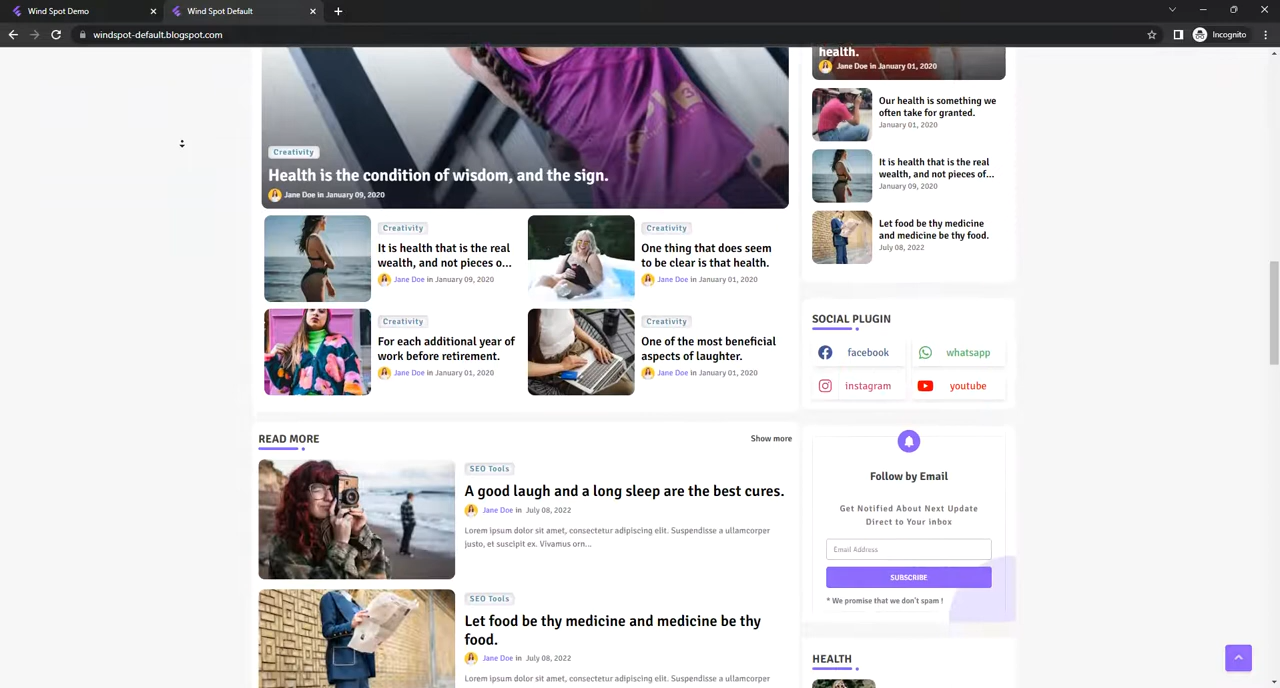 Wind Spot Demo
Wind Spot Default
windspot-default.blogspot.com
Incognito
Creativity
Health is the condition of wisdom, and the sign.
Jane Doe in January 09, 2020
Creativity
It is health that is the real
wealth, and not pieces o...
Jane Doe in January 09, 2020
Creativity
One thing that does seem
to be clear is that health.
Jane Doe in January 01, 2020
Creativity
For each additional year of
work before retirement.
Jane Doe in January 01, 2020
Creativity
One of the most beneficial
aspects of laughter.
Jane Doe in January 01, 2020
READ MORE
Show more
SEO Tools
A good laugh and a long sleep are the best cures.
Jane Doe in July 08, 2022
Lorem ipsum dolor sit amet, consectetur adipiscing elit. Suspendisse a ullamcorper
justo, et suscipit ex. Vivamus orn...
SEO Tools
Let food be thy medicine and medicine be thy
food.
Jane Doe in July 08, 2022
Lorem ipsum dolor sit amet, consectetur adipiscing elit. Suspendisse a ullamcorper
health.
Jane Doe in January 01, 2020
Our health is something we
often take for granted.
January 01, 2020
It is health that is the real
wealth, and not pieces of...
January 09, 2020
Let food be thy medicine
and medicine be thy food.
July 08, 2022
SOCIAL PLUGIN
facebook
whatsapp
instagram
youtube
Follow by Email
Get Notified About Next Update
Direct to Your inbox
Email Address
SUBSCRIBE
* We promise that we don't spam !
HEALTH